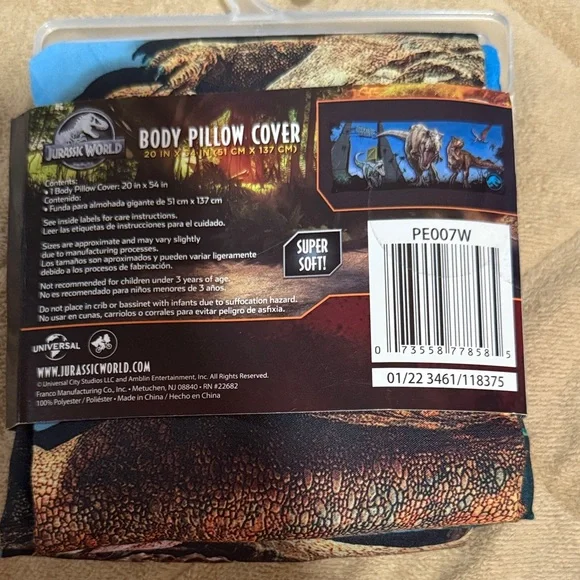 JURASSIC WORLD
BODY PILLOW COVER
20 IN X 54 IN (51 CM X 137 CM)
Contents:
• 1 Body Pillow Cover: 20 in x 54 in
Contenido:
• Funda para almohada gigante de 51 cm x 137 cm
See inside labels for care instructions.
Leer las etiquetas de instrucciones para el cuidado.
Sizes are approximate and may vary slightly
due to manufacturing processes.
Los tamaños son aproximados y pueden variar ligeramente
debido a los procesos de fabricación.
Not recommended for children under 3 years of age.
No es recomendado para niños menores de 3 años.
Do not place in crib or bassinet with infants due to suffocation hazard.
No usar en cunas, carriolos o corrales para evitar peligro de asfixia.
SUPER
SOFT!
UNIVERSAL
WWW.JURASSICWORLD.COM
© Universal City Studios LLC and Amblin Entertainment, Inc. All Rights Reserved.
Franco Manufacturing Co., Inc. • Metuchen, NJ 08840 • RN #22682
100% Polyester / Poliéster • Made in China / Hecho en China
PE007W
0 73558 77858 5
01/22 3461/118375